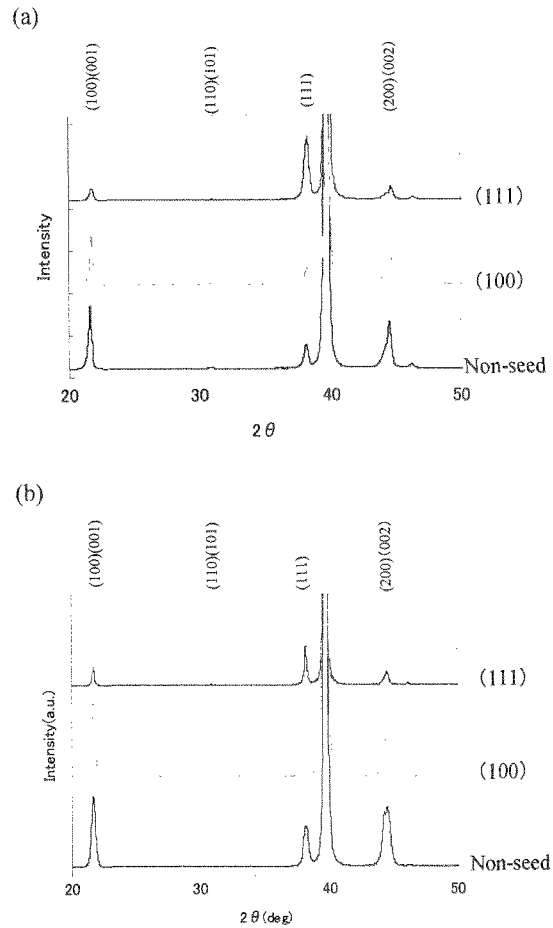 (a)
(100)(001)
(110)(101)
(111)
(200)(002)
Intensity
(111)
(100)
Non-seed
20
30
40
50
2θ
(b)
(100)(001)
(110)(101)
(111)
(200)(002)
Intensity(a.u.)
(111)
(100)
Non-seed
20
30
40
50
2θ(deg)